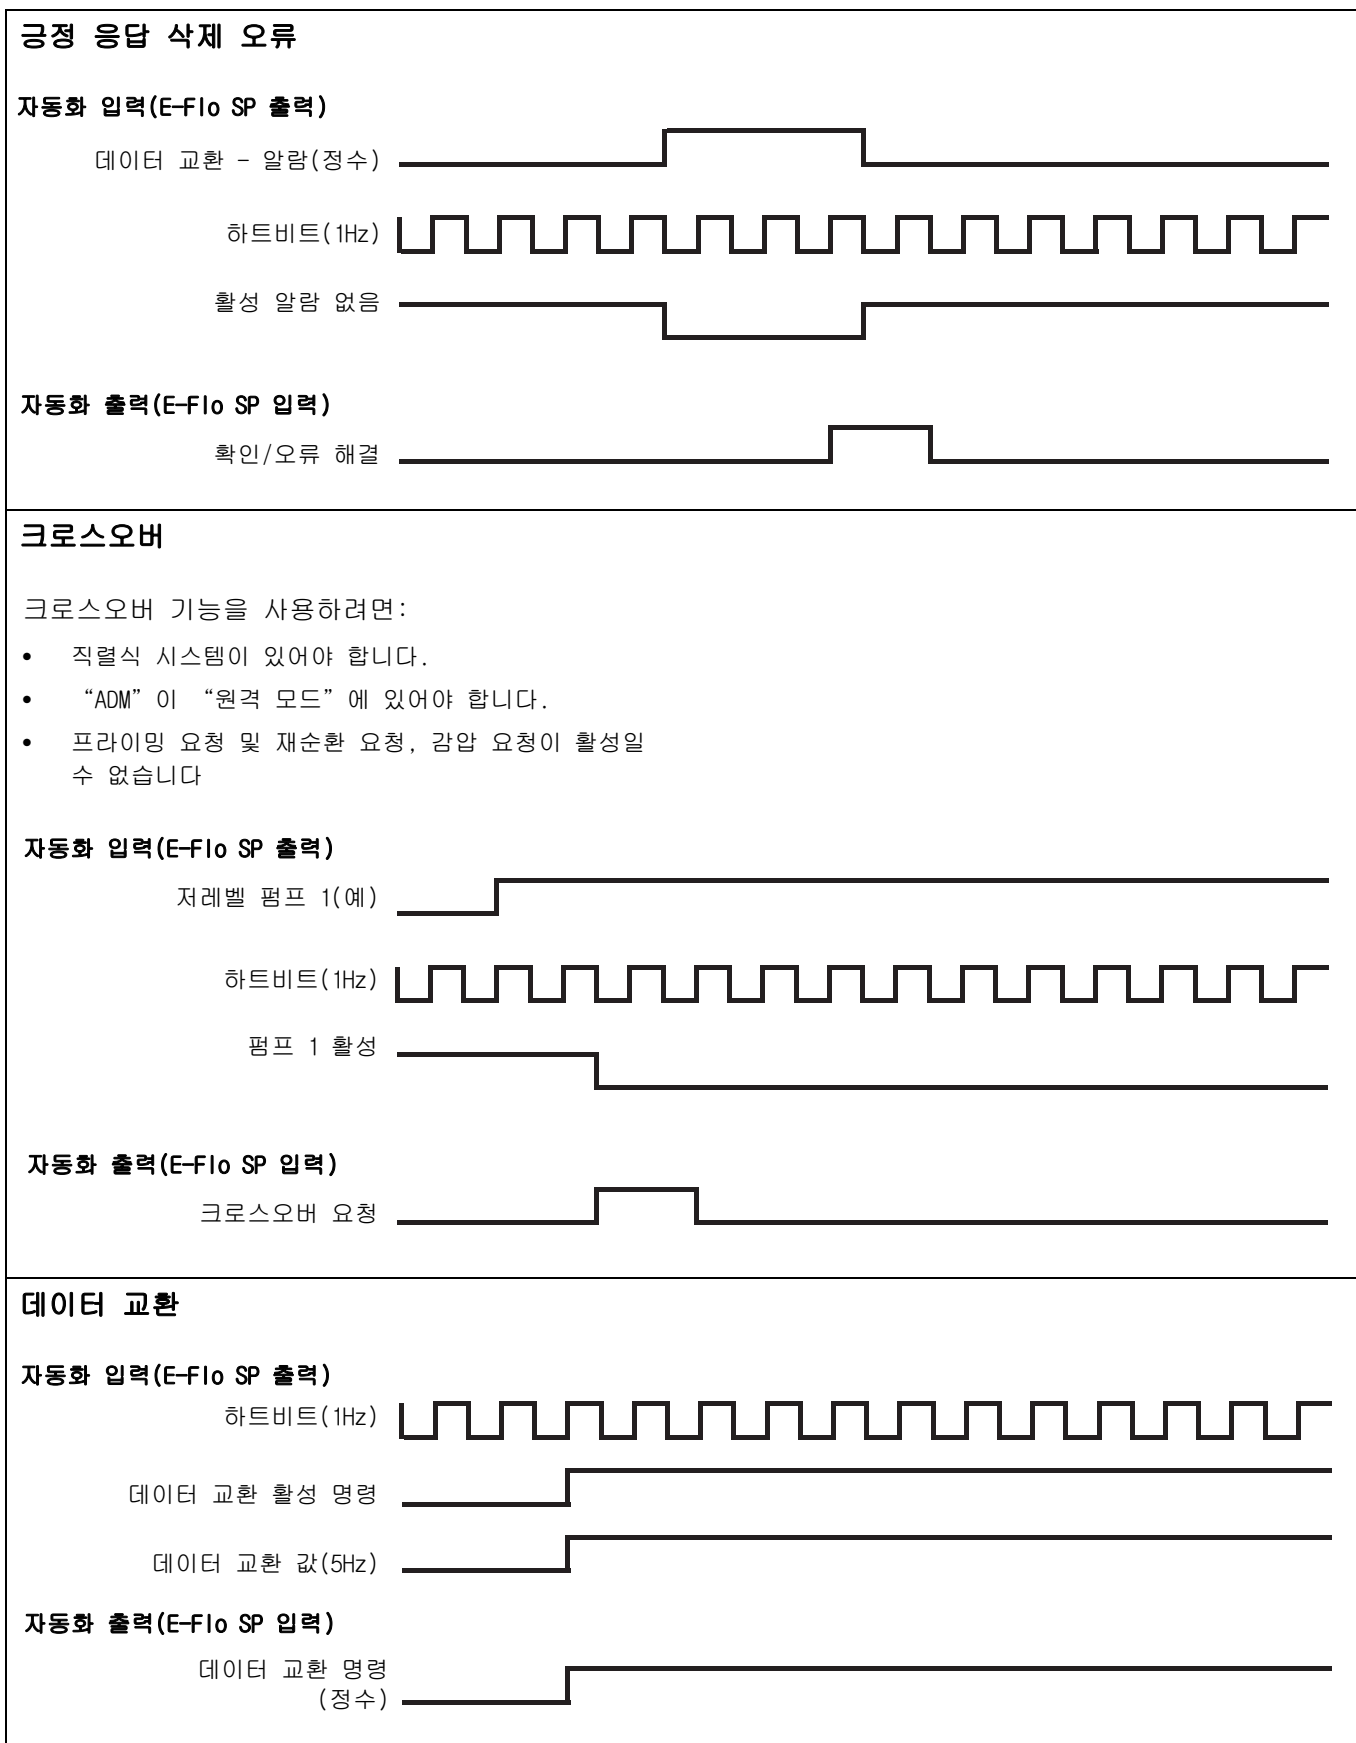 긍정 응답 삭제 오류
자동화 입력(E-Flo SP 출력)
데이터 교환 - 알람(정수)
하트비트(1Hz)
활성 알람 없음
자동화 출력(E-Flo SP 입력)
확인/오류 해결
크로스오버
크로스오버 기능을 사용하려면:
• 직렬식 시스템이 있어야 합니다.
• “ADM”이 “원격 모드”에 있어야 합니다.
• 프라이밍 요청 및 재순환 요청, 감압 요청이 활성일
수 없습니다
자동화 입력(E-Flo SP 출력)
저레벨 펌프 1(예)
하트비트(1Hz)
펌프 1 활성
자동화 출력(E-Flo SP 입력)
크로스오버 요청
데이터 교환
자동화 입력(E-Flo SP 출력)
하트비트(1Hz)
데이터 교환 활성 명령
데이터 교환 값(5Hz)
자동화 출력(E-Flo SP 입력)
데이터 교환 명령
(정수)